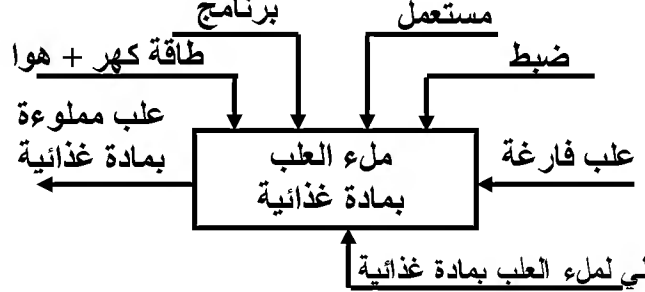 برنامج
مستعمل
طاقة كهر + هوا
ضبط
علب مملوءة
بمادة غذائية
ملء العلب
بمادة غذائية
علب فارغة
لملء العلب بمادة غذائية